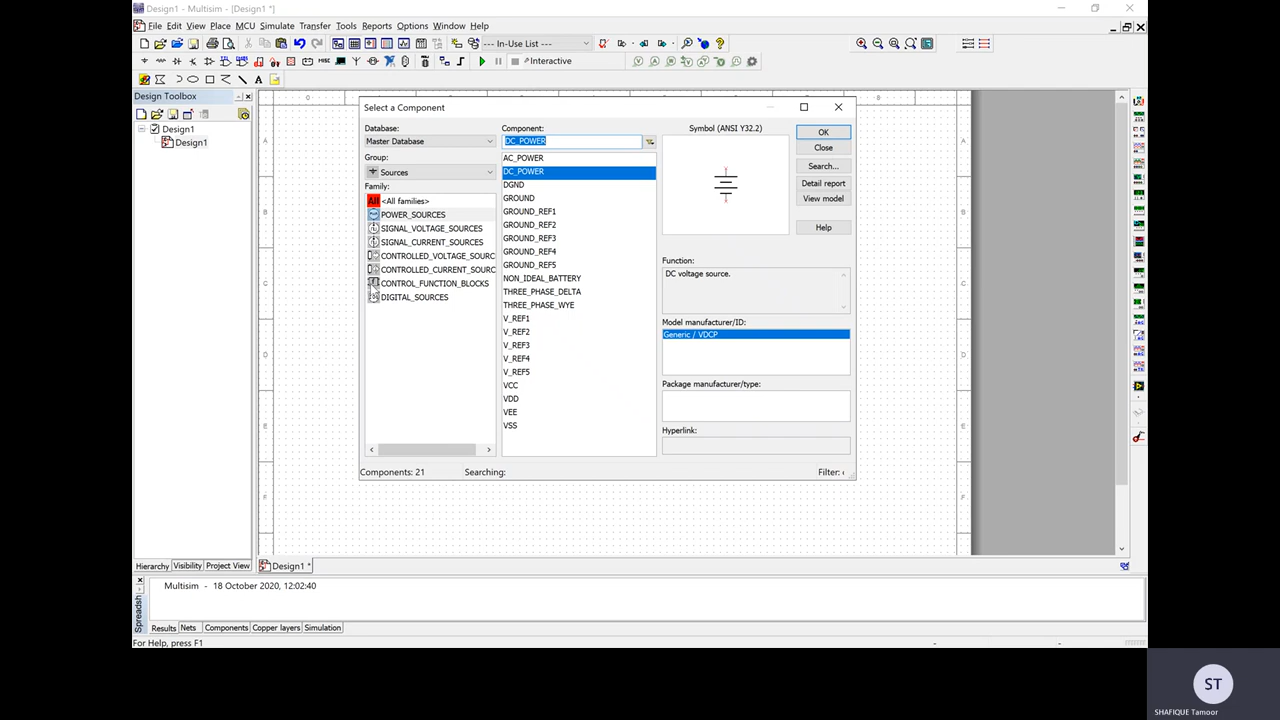 Design1 - Multisim - [Design1 *]
File Edit View Place MCU Simulate Transfer Tools Reports Options Window Help
--- In-Use List ---
Interactive
Design Toolbox
Design1
Design1
Select a Component
Database:
Master Database
Group:
Sources
Family:
All <All families>
POWER_SOURCES
SIGNAL_VOLTAGE_SOURCES
SIGNAL_CURRENT_SOURCES
CONTROLLED_VOLTAGE_SOURC
CONTROLLED_CURRENT_SOURC
CONTROL_FUNCTION_BLOCKS
DIGITAL_SOURCES
Component:
DC_POWER
AC_POWER
DC_POWER
DGND
GROUND
GROUND_REF1
GROUND_REF2
GROUND_REF3
GROUND_REF4
GROUND_REF5
NON_IDEAL_BATTERY
THREE_PHASE_DELTA
THREE_PHASE_WYE
V_REF1
V_REF2
V_REF3
V_REF4
V_REF5
VCC
VDD
VEE
VSS
Symbol (ANSI Y32.2)
Function:
DC voltage source.
Model manufacturer/ID:
Generic / VDCP
Package manufacturer/type:
Hyperlink:
OK
Close
Search...
Detail report
View model
Help
Components: 21 Searching: Filter:
Hierarchy Visibility Project View
Design1 *
Multisim - 18 October 2020, 12:02:40
Spreadsh
Results Nets Components Copper layers Simulation
For Help, press F1
ST
SHAFIQUE Tamoor